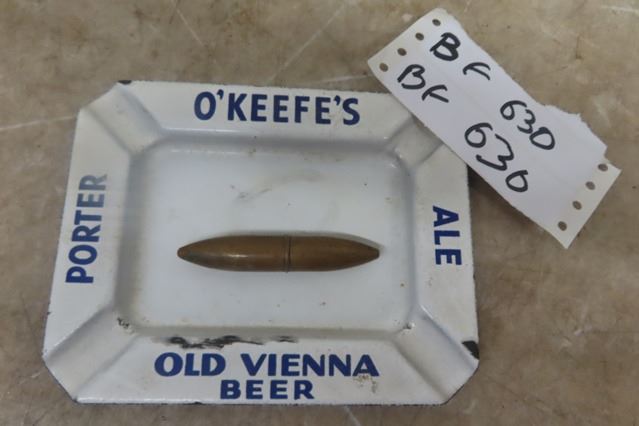 O'KEEFE'S
PORTER
ALE
OLD VIENNA
BEER
BF 630
BF 630